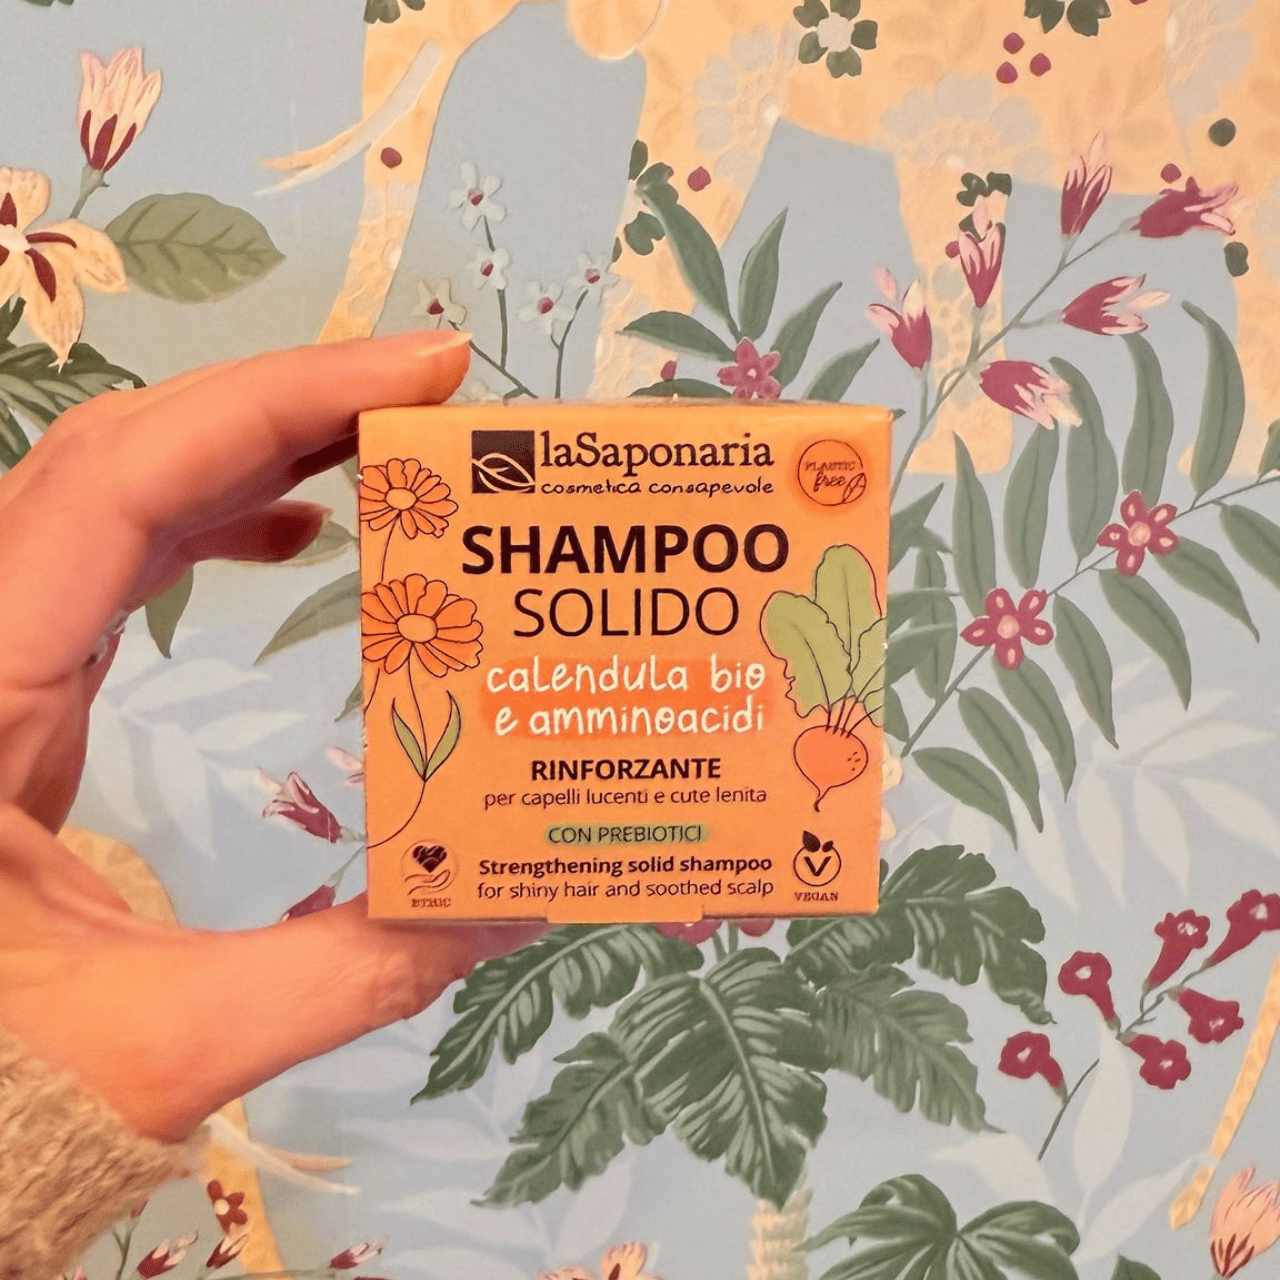 laSaponaria
cosmetica consapevole
PLASTIC
free
SHAMPOO
SOLIDO
calendula bio
e amminoacidi
RINFORZANTE
per capelli lucenti e cute lenita
CON PREBIOTICI
Strengthening solid shampoo
for shiny hair and soothed scalp
ETHIC
VEGAN